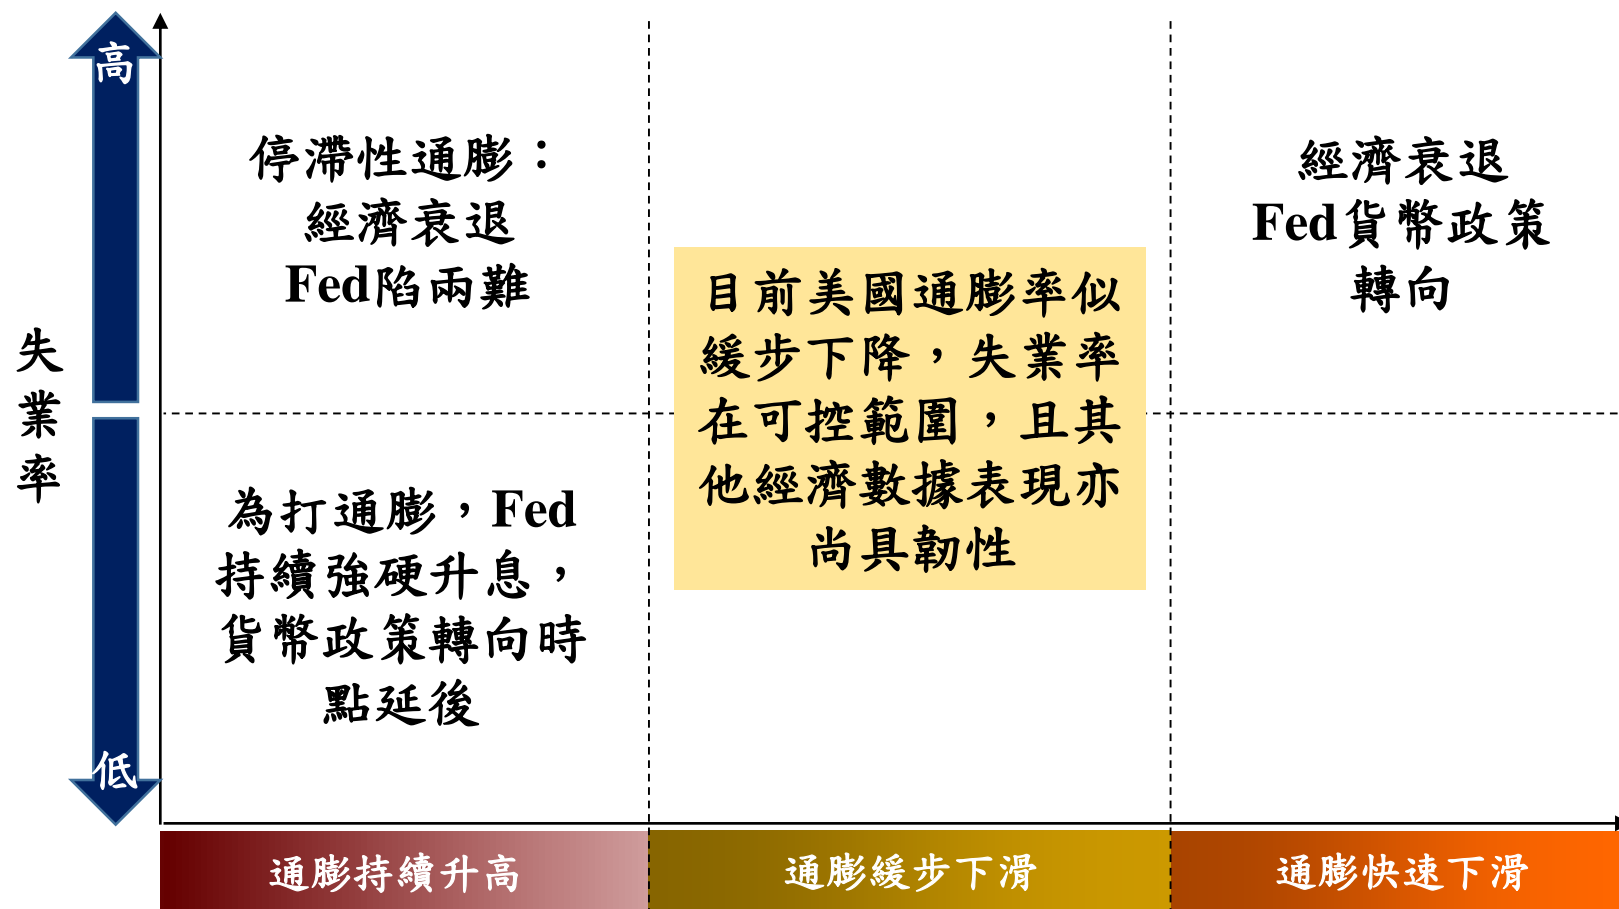 高
失
業
率
低
停滯性通膨：
經濟衰退
Fed陷兩難
為打通膨，Fed
持續強硬升息，
貨幣政策轉向時
點延後
目前美國通膨率似
緩步下降，失業率
在可控範圍，且其
他經濟數據表現亦
尚具韌性
經濟衰退
Fed貨幣政策
轉向
通膨持續升高
通膨緩步下滑
通膨快速下滑